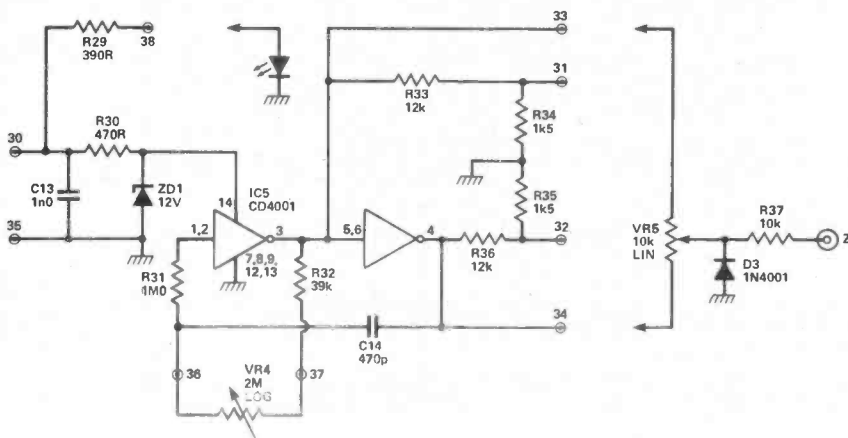 R29
390R
38
33
31
R33
12k
R34
1k5
30
R30
470R
C13
1n0
ZD1
12V
14
IC5
CD4001
1,2
3
7,8,9,
12,13
5,6
4
R35
1k5
32
R36
12k
35
R31
4M0
R32
39k
VR5
10k
LIN
R37
10k
D3
1N4001
34
C14
470p
36
VR4
2M
LOG
37